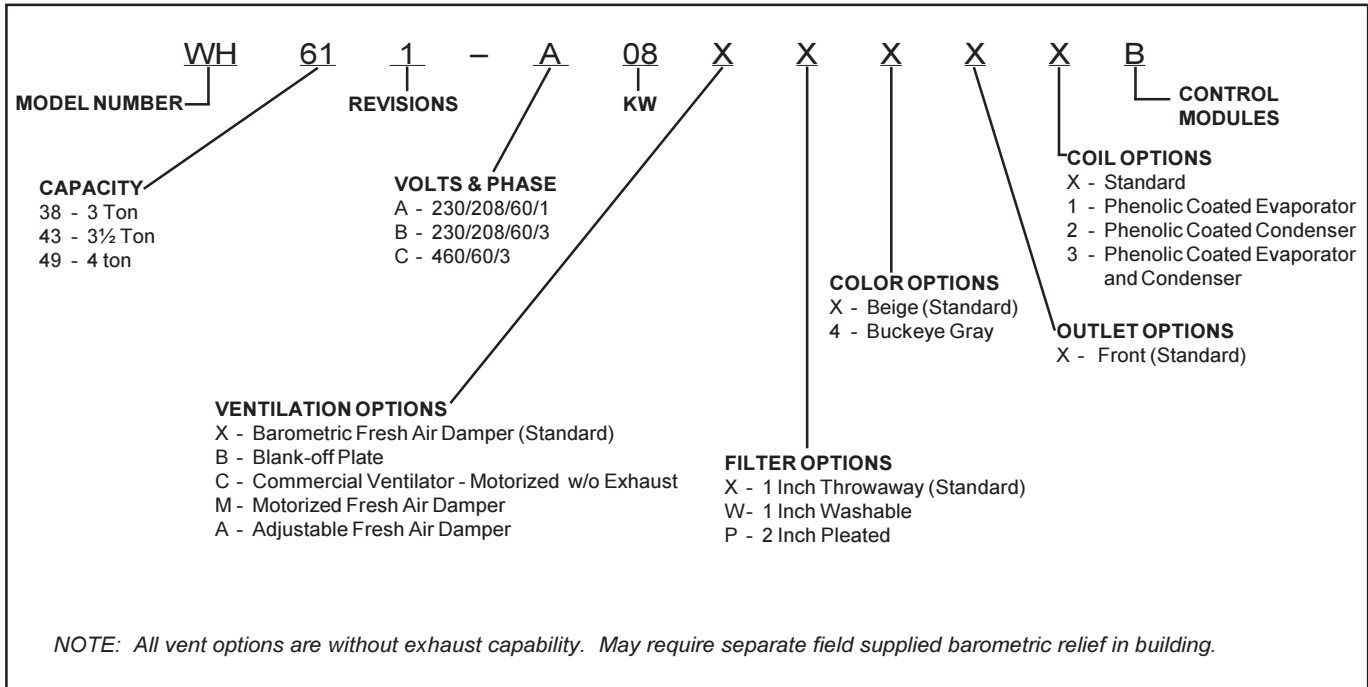 WH 61 1 – A 08 X X X X X B
MODEL NUMBER
REVISIONS
KW
CONTROL
MODULES
CAPACITY
38 - 3 Ton
43 - 3½ Ton
49 - 4 ton
VOLTS & PHASE
A - 230/208/60/1
B - 230/208/60/3
C - 460/60/3
COIL OPTIONS
X - Standard
1 - Phenolic Coated Evaporator
2 - Phenolic Coated Condenser
3 - Phenolic Coated Evaporator
and Condenser
COLOR OPTIONS
X - Beige (Standard)
4 - Buckeye Gray
OUTLET OPTIONS
X - Front (Standard)
VENTILATION OPTIONS
X - Barometric Fresh Air Damper (Standard)
B - Blank-off Plate
C - Commercial Ventilator - Motorized w/o Exhaust
M - Motorized Fresh Air Damper
A - Adjustable Fresh Air Damper
FILTER OPTIONS
X - 1 Inch Throwaway (Standard)
W- 1 Inch Washable
P - 2 Inch Pleated
NOTE: All vent options are without exhaust capability. May require separate field supplied barometric relief in building.